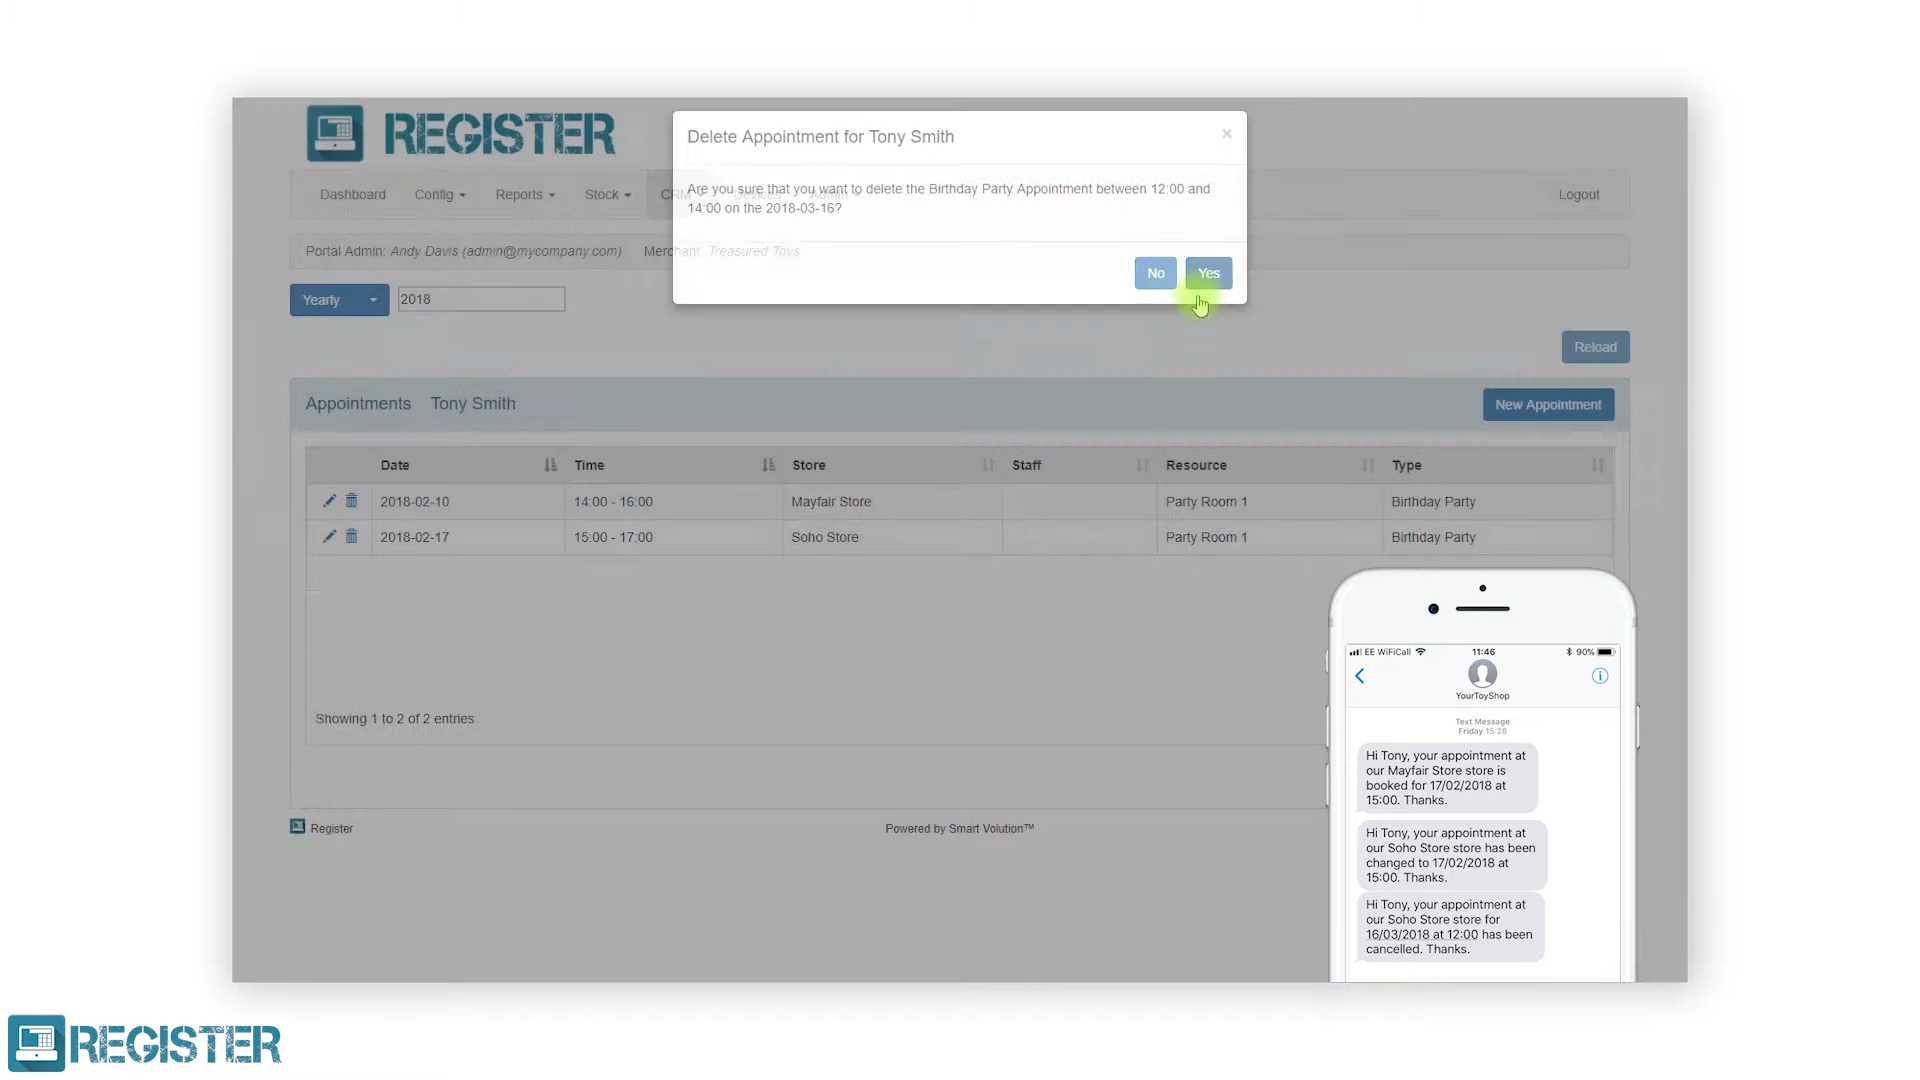 REGISTER
Delete Appointment for Tony Smith ×
Are you sure that you want to delete the Birthday Party Appointment between 12:00 and
14:00 on the 2018-03-16?
No Yes
Dashboard Config Reports Stock CRM Devices Admin Logout
Portal Admin: Andy Davis (admin@mycompany.com) Merchant: Treasured Toys
Yearly 2018
Reload
Appointments Tony Smith New Appointment
Date Time Store Staff Resource Type
2018-02-10 14:00 - 16:00 Mayfair Store Party Room 1 Birthday Party
2018-02-17 15:00 - 17:00 Soho Store Party Room 1 Birthday Party
Showing 1 to 2 of 2 entries
Register
Powered by Smart Volution™
EE WiFiCall 11:46 90%
YourToyShop
Text Message
Friday 15:28
Hi Tony, your appointment at
our Mayfair Store store is
booked for 17/02/2018 at
15:00. Thanks.
Hi Tony, your appointment at
our Soho Store store has been
changed to 17/02/2018 at
15:00. Thanks.
Hi Tony, your appointment at
our Soho Store store for
16/03/2018 at 12:00 has been
cancelled. Thanks.
REGISTER